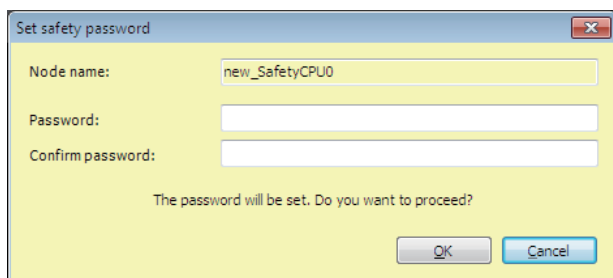 Set safety password
Node name: new_SafetyCPU0
Password:
Confirm password:
The password will be set. Do you want to proceed?
OK Cancel